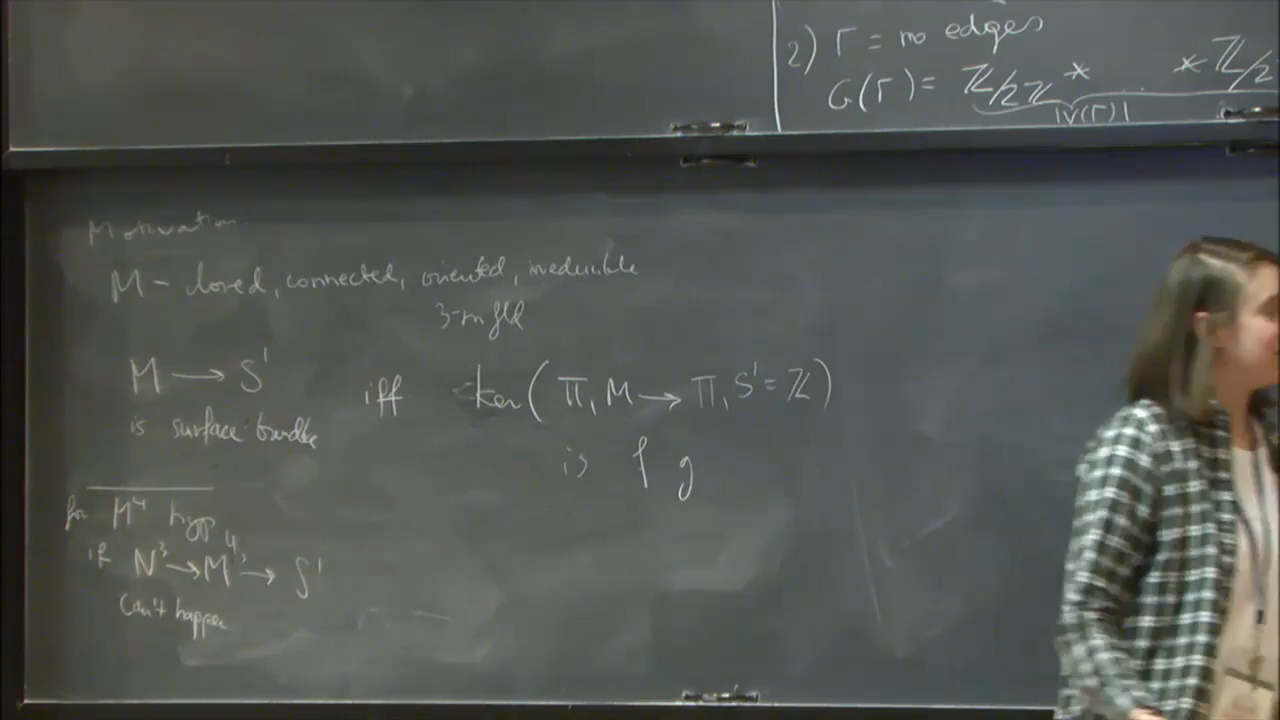 2) Γ = no edges
G(Γ) = ℤ/2ℤ * * ℤ/2
|V(Γ)|
Motivation
M – closed, connected, oriented, irreducible
3-mfld
M → S¹ iff ker(π₁M → π₁S¹ = ℤ)
is surface bundle
is f g
for M⁴ hyp
if N³ → M⁴ → S¹
Can't happen